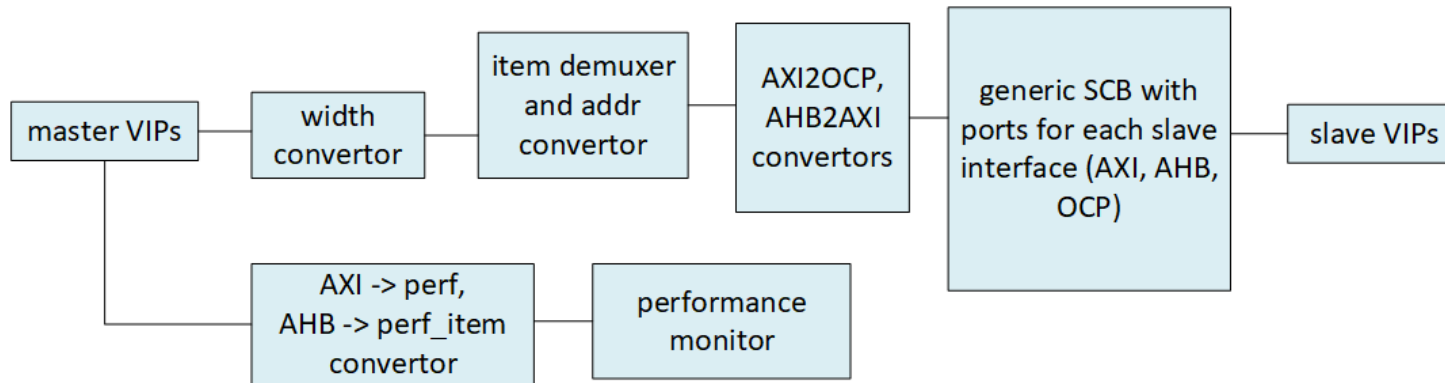 master VIPs
width
convertor
item demuxer
and addr
convertor
AXI2OCP,
AHB2AXI
convertors
generic SCB with
ports for each slave
interface (AXI, AHB,
OCP)
slave VIPs
AXI -> perf,
AHB -> perf_item
convertor
performance
monitor